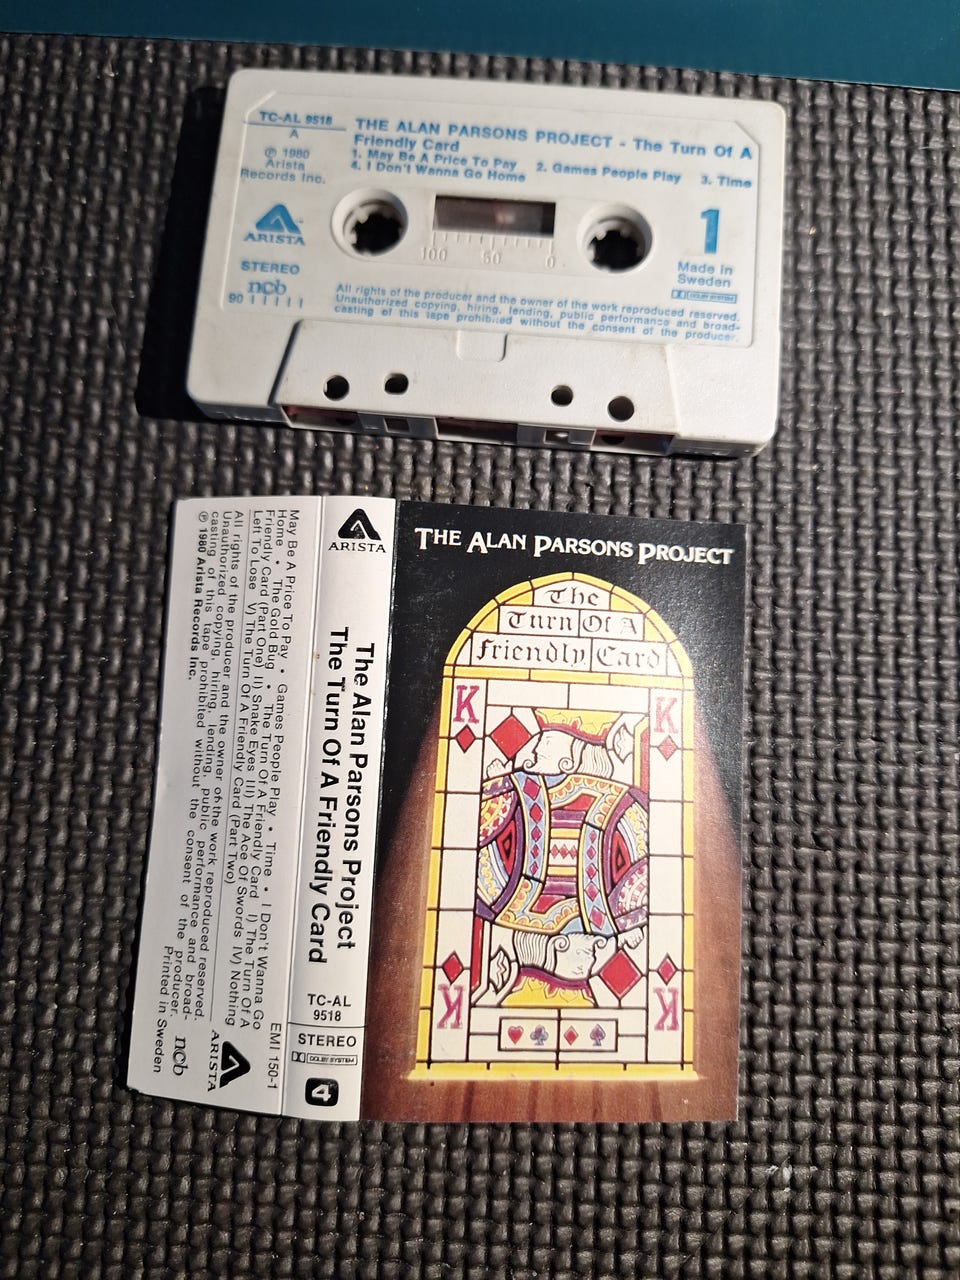 TC-AL 9518
A
℗ 1980
Arista
Records Inc.
ARISTA
STEREO
ncb
90 | | | | |
THE ALAN PARSONS PROJECT - The Turn Of A
Friendly Card
1. May Be A Price To Pay 2. Games People Play 3. Time
4. I Don't Wanna Go Home
100 50 0
1
Made in
Sweden
DOLBY SYSTEM
All rights of the producer and the owner of the work reproduced reserved.
Unauthorized copying, hiring, lending, public performance and broad-
casting of this tape prohibited without the consent of the producer.
THE ALAN PARSONS PROJECT
The
Turn Of A
Friendly Card
K
K
K
K
ARISTA
The Alan Parsons Project
The Turn Of A Friendly Card
TC-AL
9518
STEREO
DOLBY SYSTEM
4
May Be A Price To Pay • Games People Play • Time • I Don't Wanna Go
Home • The Gold Bug • The Turn Of A Friendly Card I) The Turn Of A
Friendly Card (Part One) II) Snake Eyes III) The Ace Of Swords IV) Nothing
Left To Lose V) The Turn Of A Friendly Card (Part Two)
All rights of the producer and the owner of the work reproduced reserved.
Unauthorized copying, hiring, lending, public performance and broad-
casting of this tape prohibited without the consent of the producer.
℗ 1980 Arista Records Inc.
Printed in Sweden
EMI 150-1
ARISTA
ncb